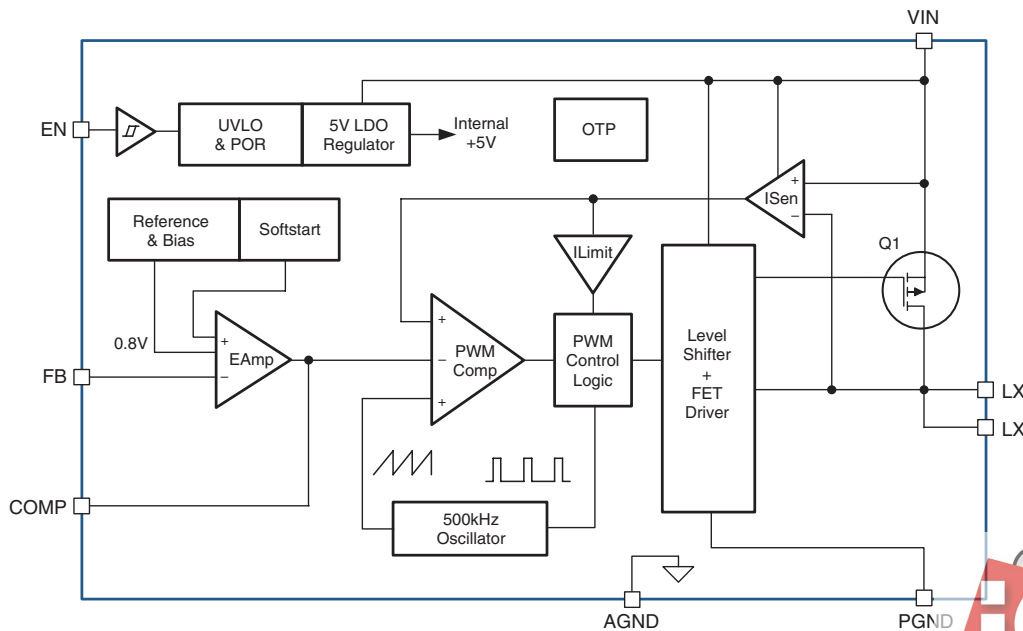 VIN
EN
UVLO
& POR
5V LDO
Regulator
Internal
+5V
OTP
Reference
& Bias
Softstart
+
ISen
−
ILimit
Q1
0.8V
+
EAmp
−
FB
+
−
PWM
Comp
+
PWM
Control
Logic
Level
Shifter
+
FET
Driver
LX
LX
COMP
500kHz
Oscillator
AGND
PGND